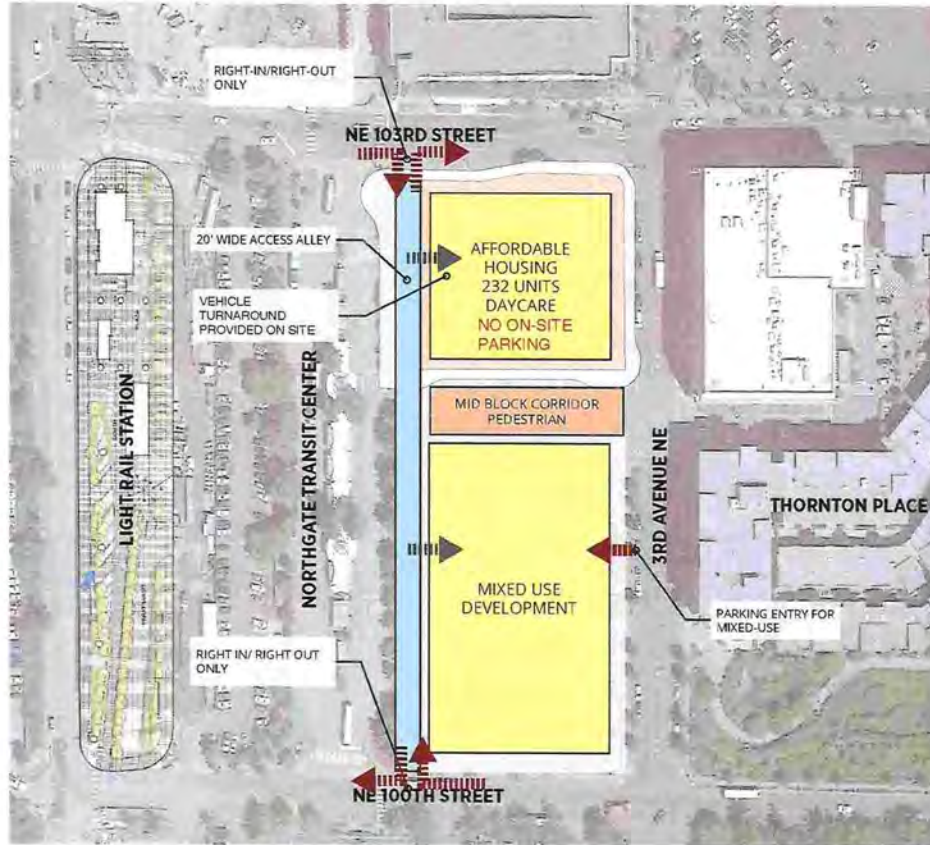 RIGHT-IN/RIGHT-OUT
ONLY
NE 103RD STREET
20' WIDE ACCESS ALLEY
VEHICLE
TURNAROUND
PROVIDED ON SITE
AFFORDABLE
HOUSING
232 UNITS
DAYCARE
NO ON-SITE
PARKING
MID BLOCK CORRIDOR
PEDESTRIAN
LIGHT RAIL STATION
NORTHGATE TRANSIT CENTER
3RD AVENUE NE
THORNTON PLACE
MIXED USE
DEVELOPMENT
PARKING ENTRY FOR
MIXED-USE
RIGHT IN/ RIGHT OUT
ONLY
NE 100TH STREET